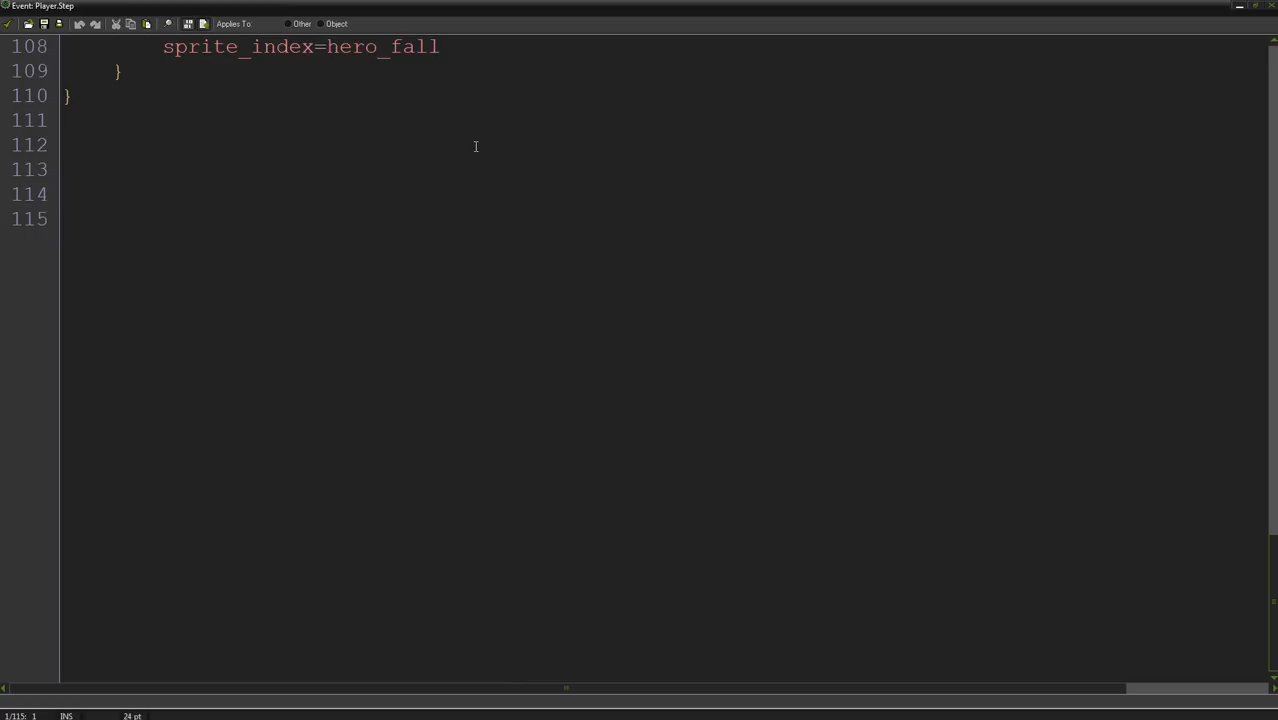 Event: Player.Step
Applies To: Other Object
108 sprite_index=hero_fall
109 }
110 }
111
112
113
114
115
1/115: 1 INS 24 pt